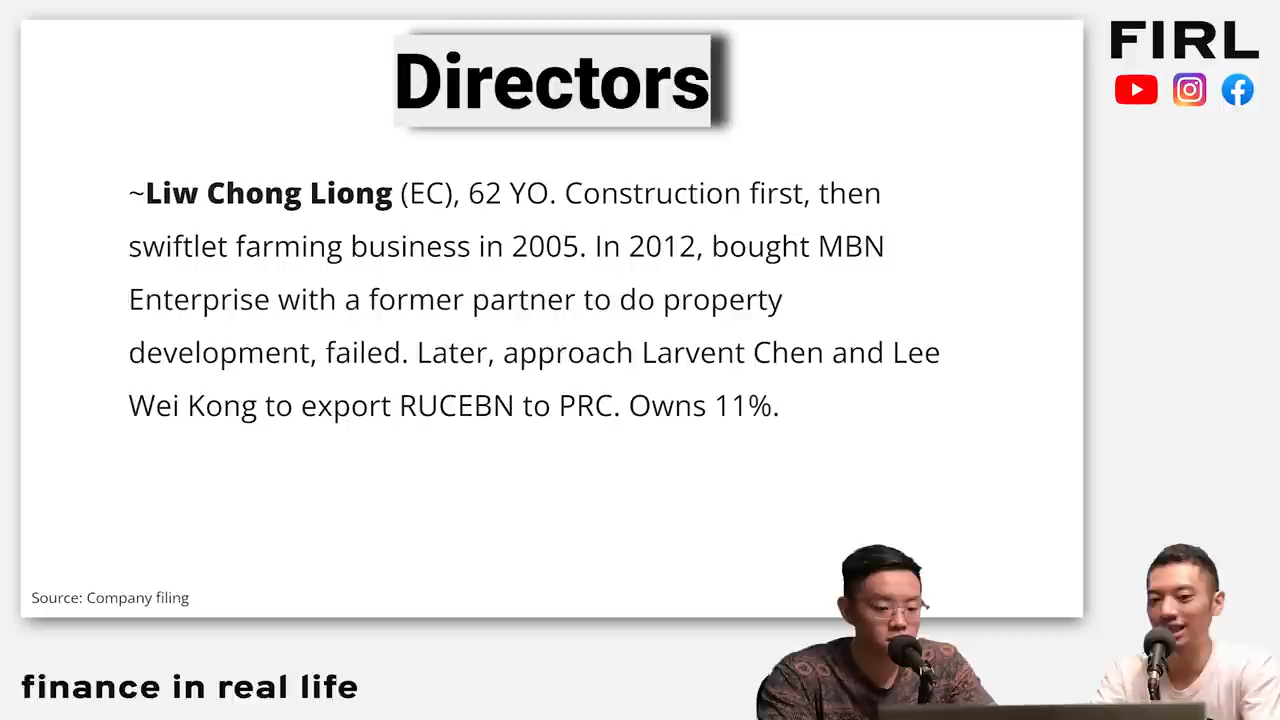 Directors
FIRL
~Liw Chong Liong (EC), 62 YO. Construction first, then
swiftlet farming business in 2005. In 2012, bought MBN
Enterprise with a former partner to do property
development, failed. Later, approach Larvent Chen and Lee
Wei Kong to export RUCEBN to PRC. Owns 11%.
Source: Company filing
finance in real life